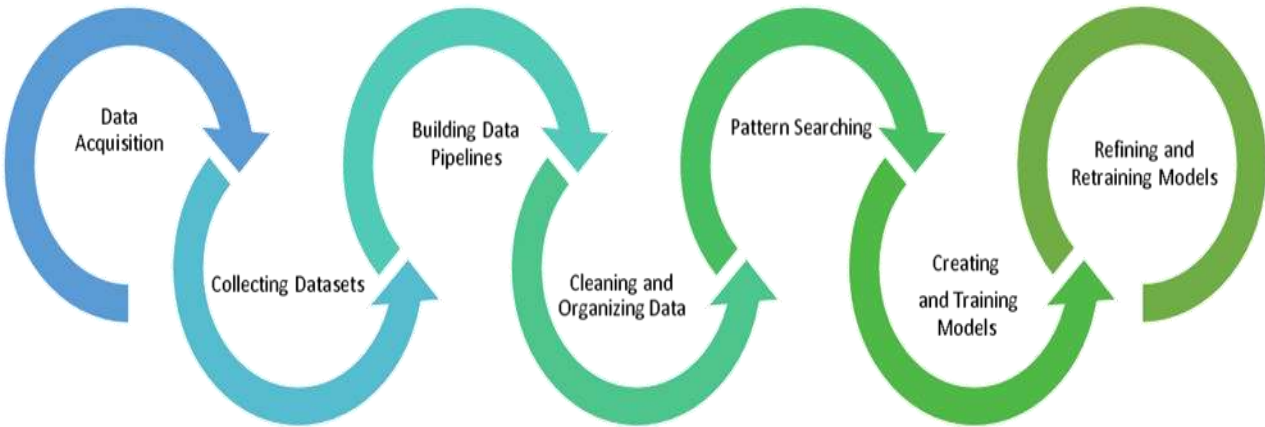 Data
Acquisition
Collecting Datasets
Building Data
Pipelines
Cleaning and
Organizing Data
Pattern Searching
Creating
and Training
Models
Refining and
Retraining Models